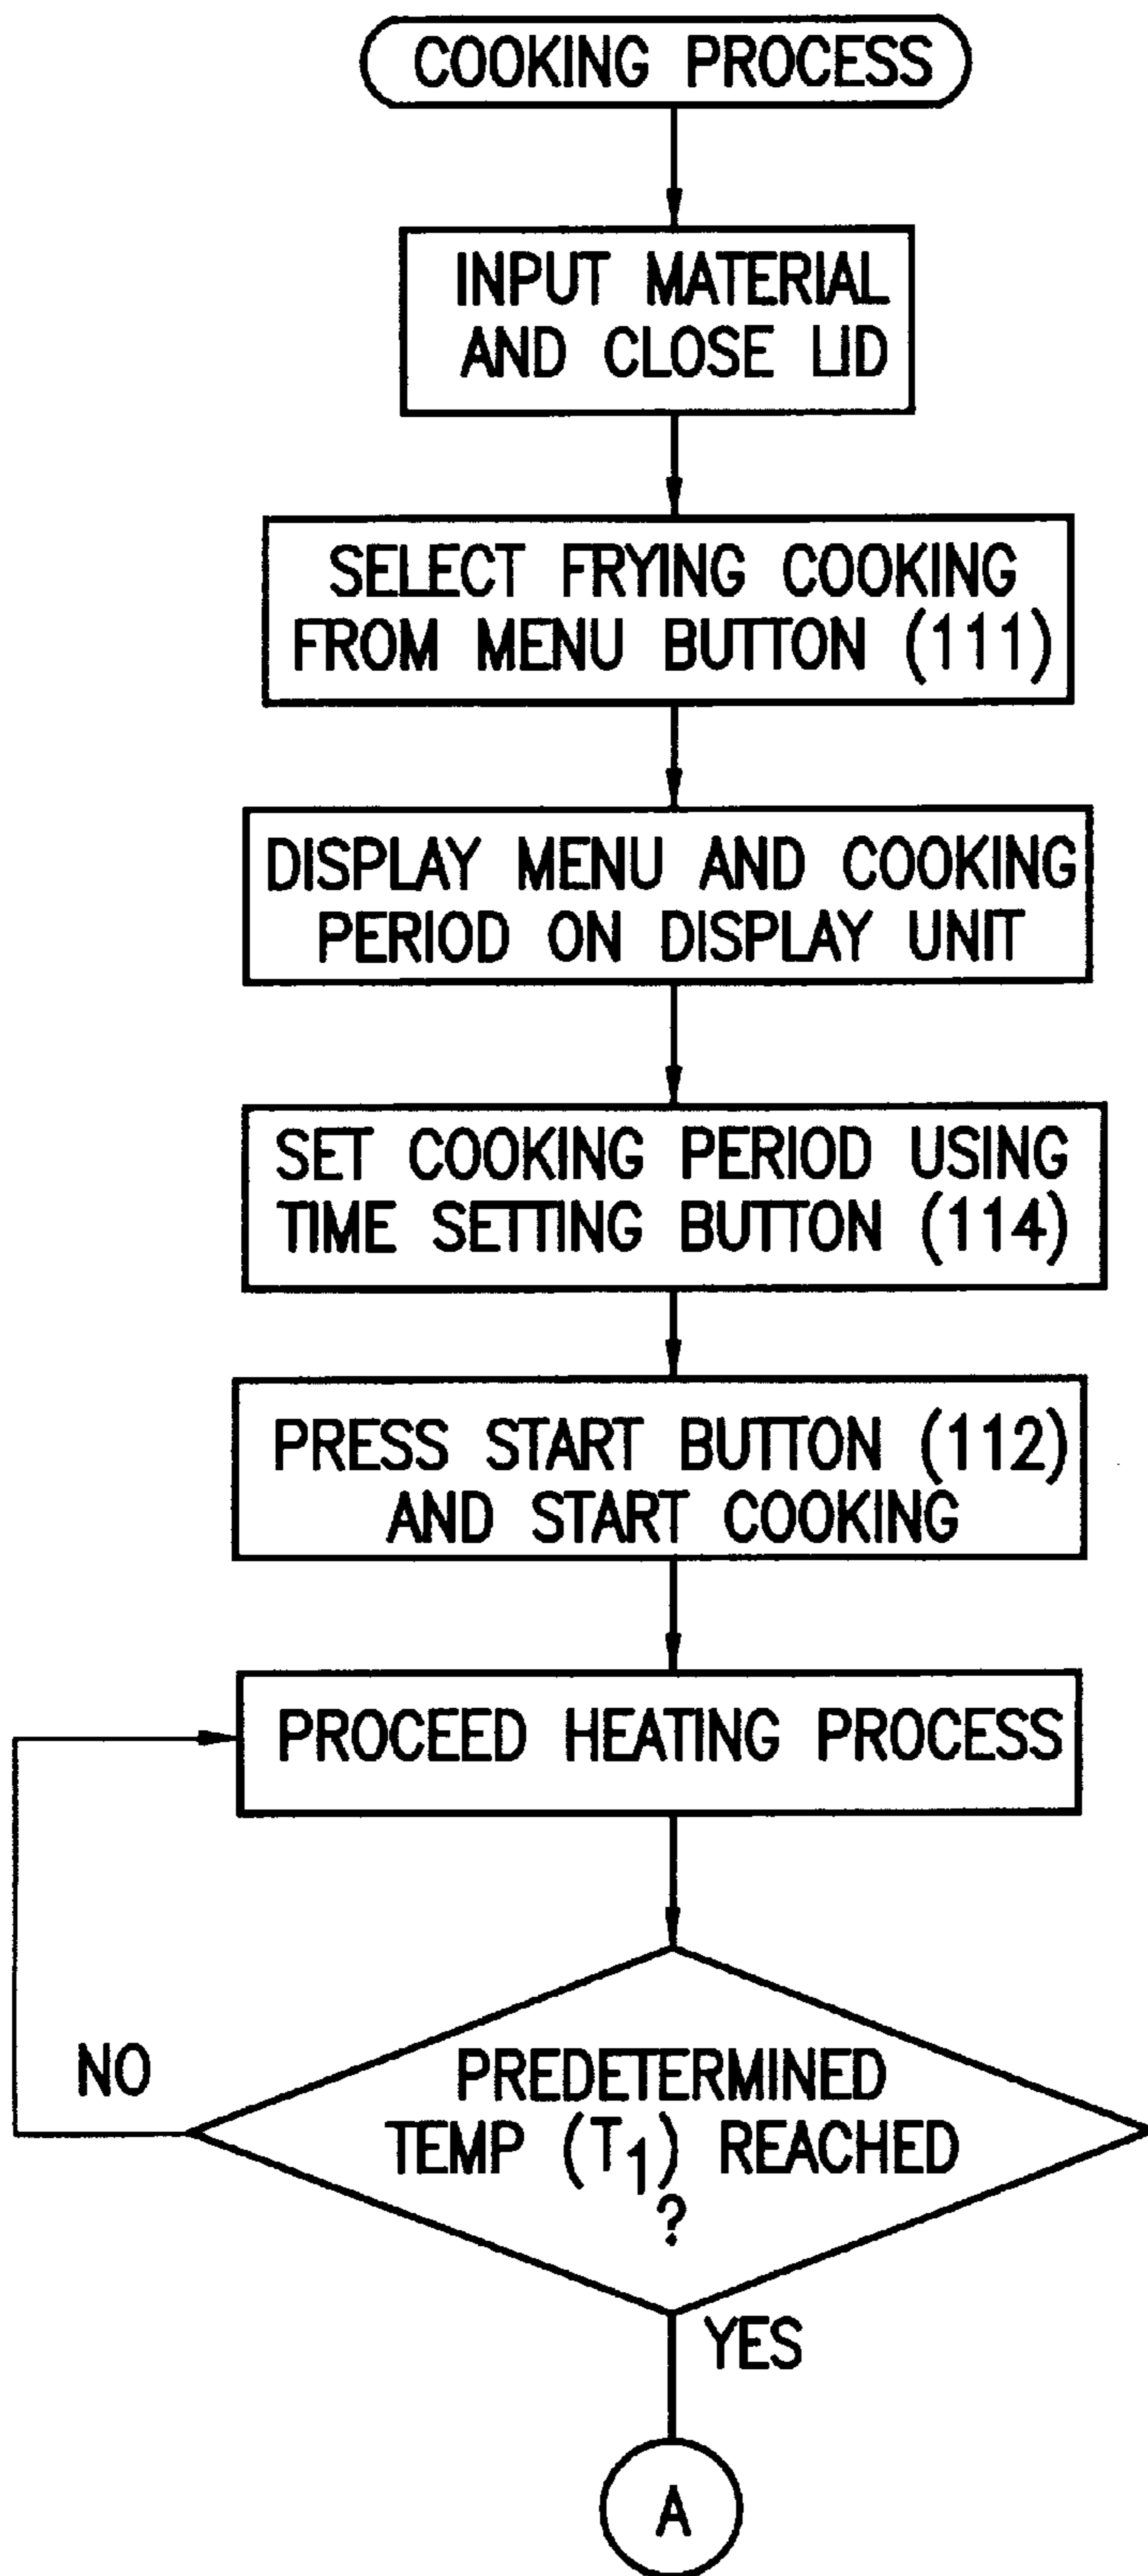 COOKING PROCESS
INPUT MATERIAL
AND CLOSE LID
SELECT FRYING COOKING
FROM MENU BUTTON (111)
DISPLAY MENU AND COOKING
PERIOD ON DISPLAY UNIT
SET COOKING PERIOD USING
TIME SETTING BUTTON (114)
PRESS START BUTTON (112)
AND START COOKING
PROCEED HEATING PROCESS
NO
PREDETERMINED
TEMP (T₁) REACHED
?
YES
A